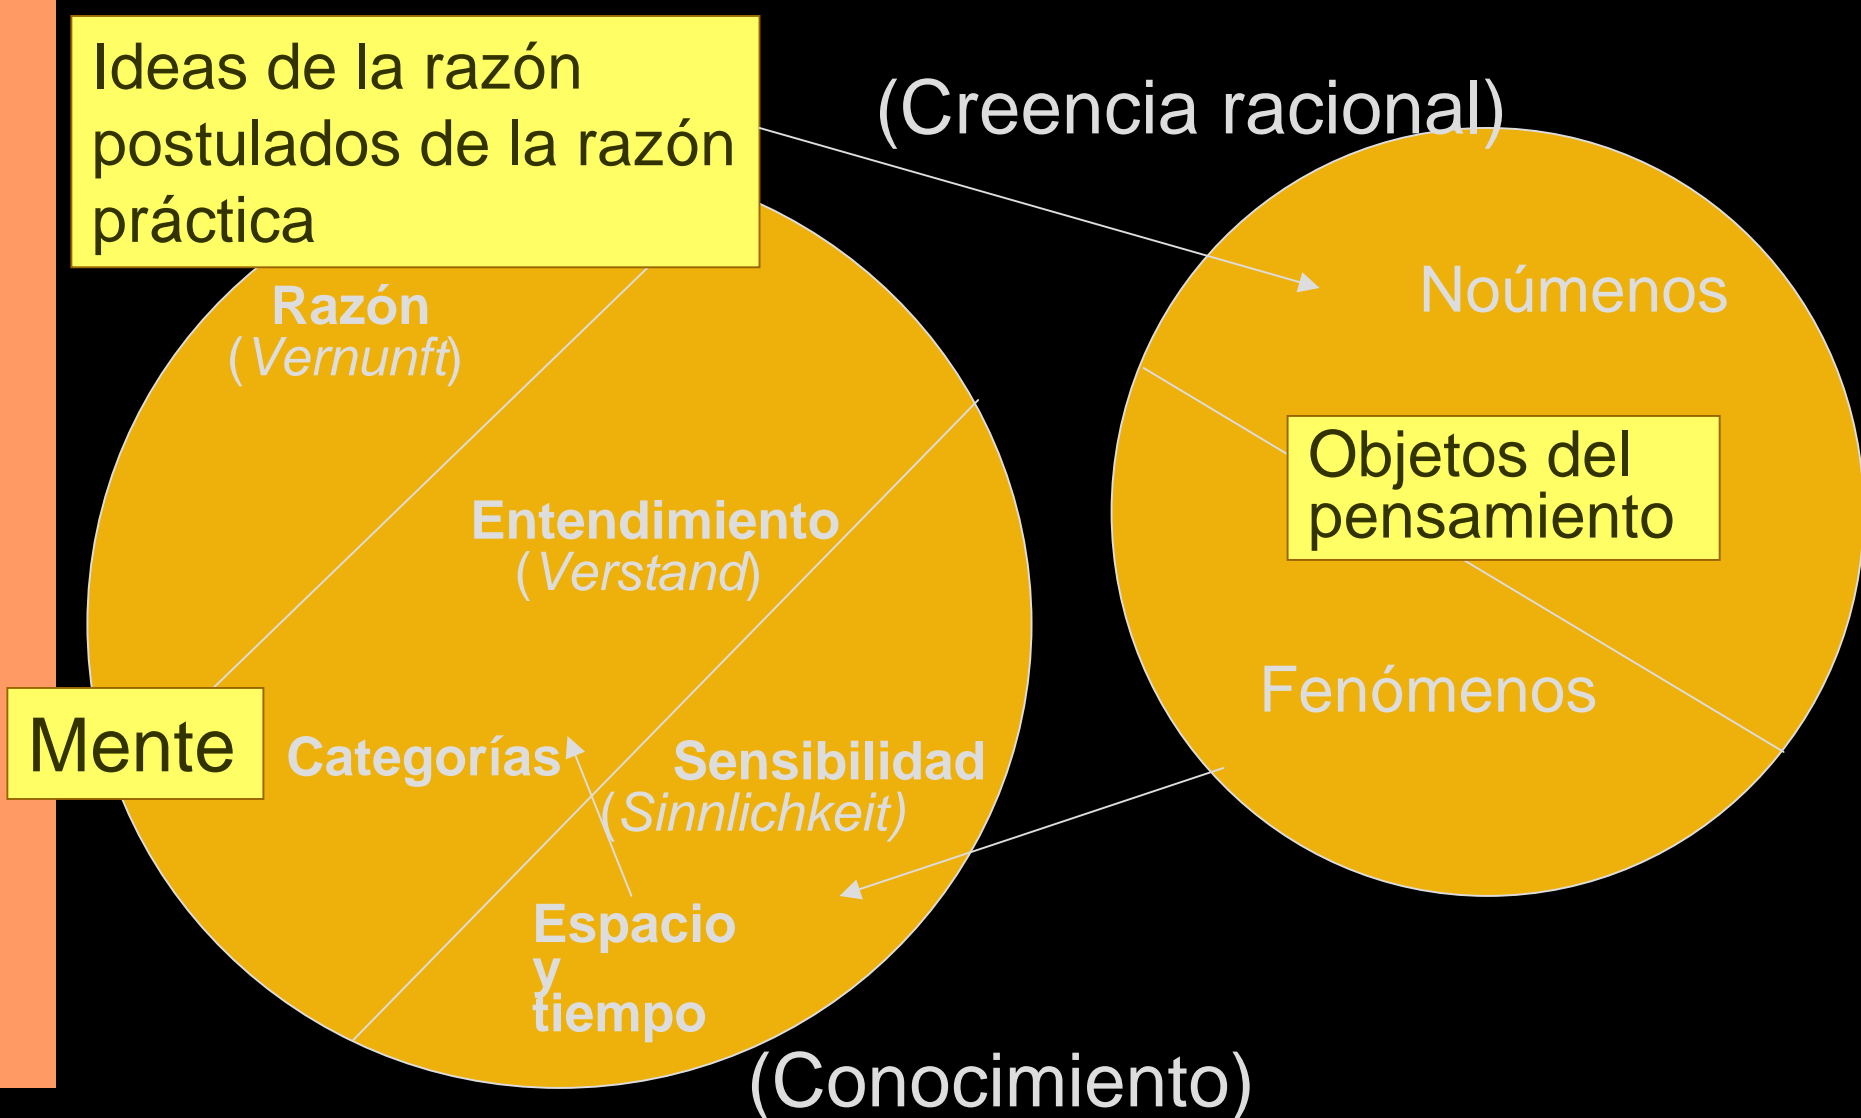 Ideas de la razón
postulados de la razón
práctica
(Creencia racional)
Noúmenos
Razón
(Vernunft)
Objetos del
pensamiento
Entendimiento
(Verstand)
Fenómenos
Mente
Categorías
Sensibilidad
(Sinnlichkeit)
Espacio
y
tiempo
(Conocimiento)